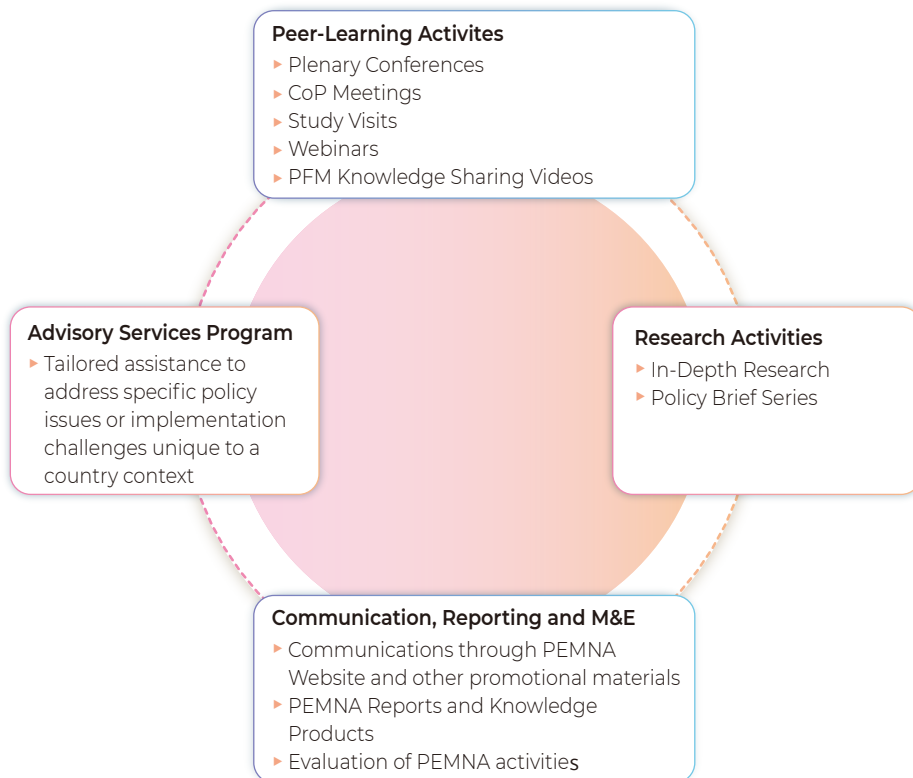 Peer-Learning Activites
▸ Plenary Conferences
▸ CoP Meetings
▸ Study Visits
▸ Webinars
▸ PFM Knowledge Sharing Videos
Advisory Services Program
▸ Tailored assistance to
address specific policy
issues or implementation
challenges unique to a
country context
Research Activities
▸ In-Depth Research
▸ Policy Brief Series
Communication, Reporting and M&E
▸ Communications through PEMNA
Website and other promotional materials
▸ PEMNA Reports and Knowledge
Products
▸ Evaluation of PEMNA activities